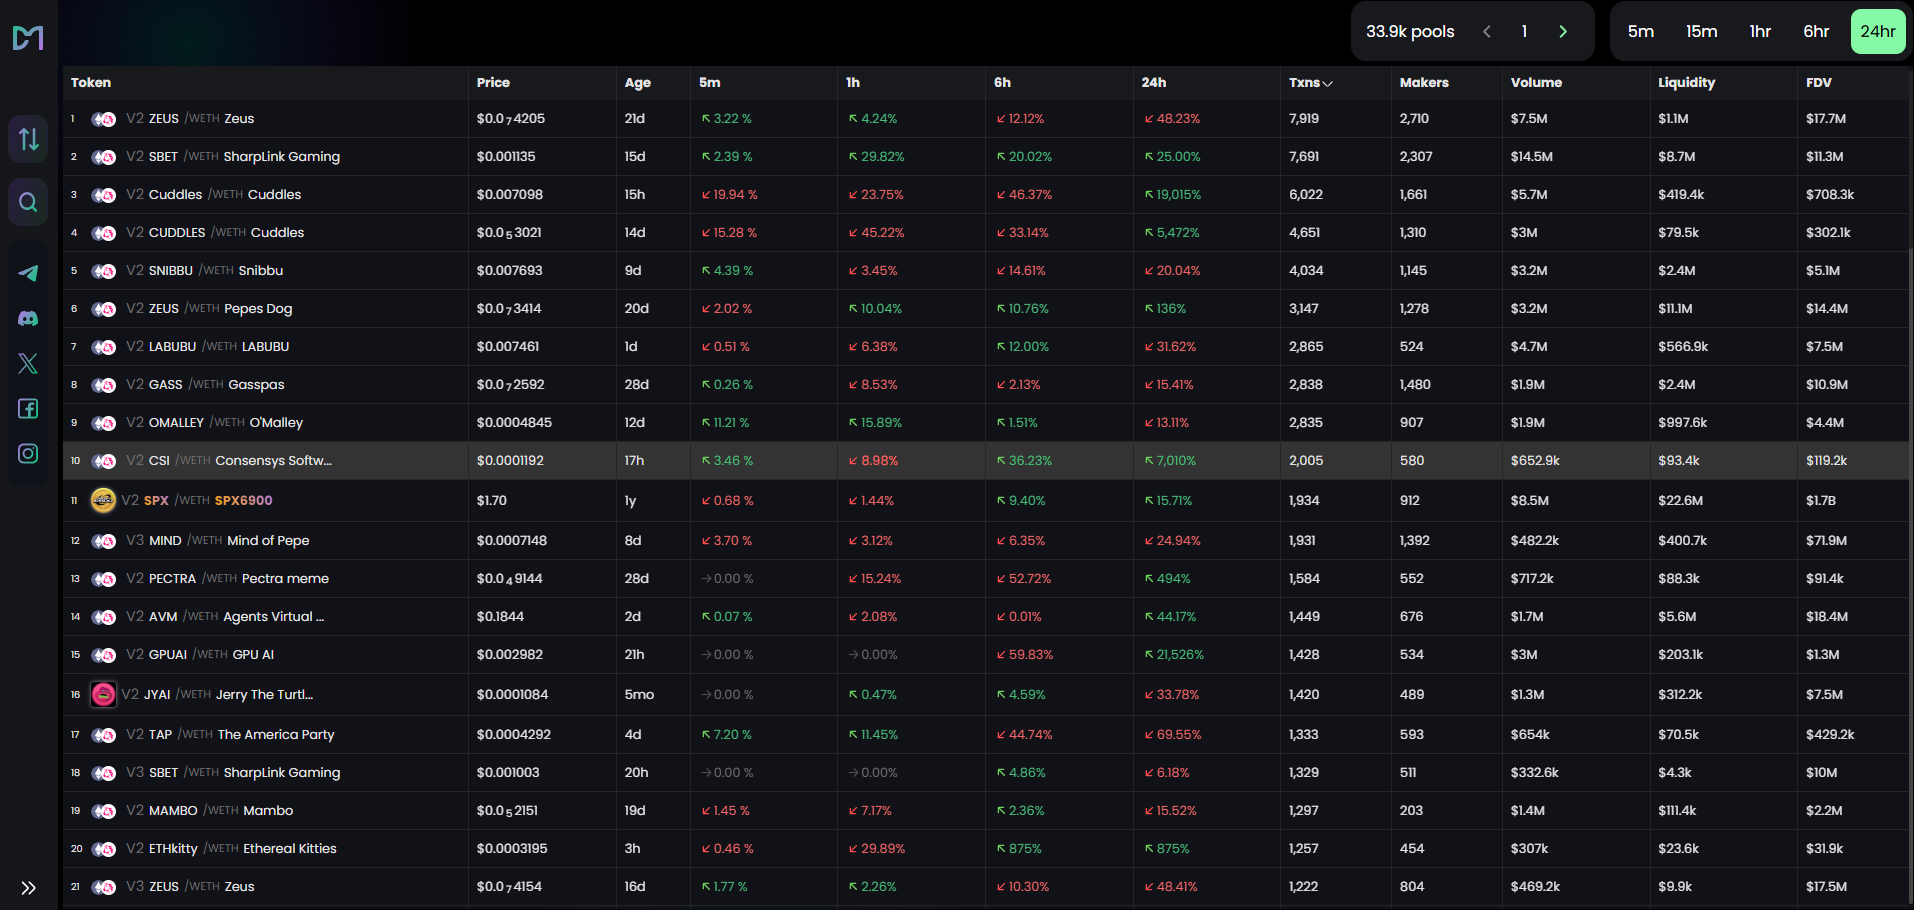 33.9k pools 1 5m 15m 1hr 6hr 24hr
Token Price Age 5m 1h 6h 24h Txns Makers Volume Liquidity FDV
1 V2 ZEUS /WETH Zeus $0.0₇4205 21d 3.22 % 4.24% 12.12% 48.23% 7,919 2,710 $7.5M $1.1M $17.7M
2 V2 SBET /WETH SharpLink Gaming $0.001135 15d 2.39 % 29.82% 20.02% 25.00% 7,691 2,307 $14.5M $8.7M $11.3M
3 V2 Cuddles /WETH Cuddles $0.007098 15h 19.94 % 23.75% 46.37% 19,015% 6,022 1,661 $5.7M $419.4k $708.3k
4 V2 CUDDLES /WETH Cuddles $0.0₅3021 14d 15.28 % 45.22% 33.14% 5,472% 4,651 1,310 $3M $79.5k $302.1k
5 V2 SNIBBU /WETH Snibbu $0.007693 9d 4.39 % 3.45% 14.61% 20.04% 4,034 1,145 $3.2M $2.4M $5.1M
6 V2 ZEUS /WETH Pepes Dog $0.0₇3414 20d 2.02 % 10.04% 10.76% 136% 3,147 1,278 $3.2M $11.1M $14.4M
7 V2 LABUBU /WETH LABUBU $0.007461 1d 0.51 % 6.38% 12.00% 31.62% 2,865 524 $4.7M $566.9k $7.5M
8 V2 GASS /WETH Gasspas $0.0₇2592 28d 0.26 % 8.53% 2.13% 15.41% 2,838 1,480 $1.9M $2.4M $10.9M
9 V2 OMALLEY /WETH O'Malley $0.0004845 12d 11.21 % 15.89% 1.51% 13.11% 2,835 907 $1.9M $997.6k $4.4M
10 V2 CSI /WETH Consensys Softw... $0.0001192 17h 3.46 % 8.98% 36.23% 7,010% 2,005 580 $652.9k $93.4k $119.2k
11 V2 SPX /WETH SPX6900 $1.70 1y 0.68 % 1.44% 9.40% 15.71% 1,934 912 $8.5M $22.6M $1.7B
12 V3 MIND /WETH Mind of Pepe $0.0007148 8d 3.70 % 3.12% 6.35% 24.94% 1,931 1,392 $482.2k $400.7k $71.9M
13 V2 PECTRA /WETH Pectra meme $0.0₄9144 28d 0.00 % 15.24% 52.72% 494% 1,584 552 $717.2k $88.3k $91.4k
14 V2 AVM /WETH Agents Virtual ... $0.1844 2d 0.07 % 2.08% 0.01% 44.17% 1,449 676 $1.7M $5.6M $18.4M
15 V2 GPUAI /WETH GPU AI $0.002982 21h 0.00 % 0.00% 59.83% 21,526% 1,428 534 $3M $203.1k $1.3M
16 V2 JYAI /WETH Jerry The Turtl... $0.0001084 5mo 0.00 % 0.47% 4.59% 33.78% 1,420 489 $1.3M $312.2k $7.5M
17 V2 TAP /WETH The America Party $0.0004292 4d 7.20 % 11.45% 44.74% 69.55% 1,333 593 $654k $70.5k $429.2k
18 V3 SBET /WETH SharpLink Gaming $0.001003 20h 0.00 % 0.00% 4.86% 6.18% 1,329 511 $332.6k $4.3k $10M
19 V2 MAMBO /WETH Mambo $0.0₅2151 19d 1.45 % 7.17% 2.36% 15.52% 1,297 203 $1.4M $111.4k $2.2M
20 V2 ETHkitty /WETH Ethereal Kitties $0.0003195 3h 0.46 % 29.89% 875% 875% 1,257 454 $307k $23.6k $31.9k
21 V3 ZEUS /WETH Zeus $0.0₇4154 16d 1.77 % 2.26% 10.30% 48.41% 1,222 804 $469.2k $9.9k $17.5M